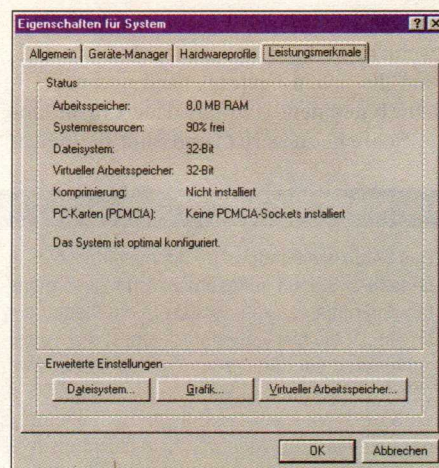 Eigenschaften für System
Allgemein Geräte-Manager Hardwareprofile Leistungsmerkmale
Status
Arbeitsspeicher: 8,0 MB RAM
Systemressourcen: 90% frei
Dateisystem: 32-Bit
Virtueller Arbeitsspeicher: 32-Bit
Komprimierung: Nicht installiert
PC-Karten (PCMCIA): Keine PCMCIA-Sockets installiert
Das System ist optimal konfiguriert.
Erweiterte Einstellungen
Dateisystem... Grafik... Virtueller Arbeitsspeicher...
OK Abbrechen